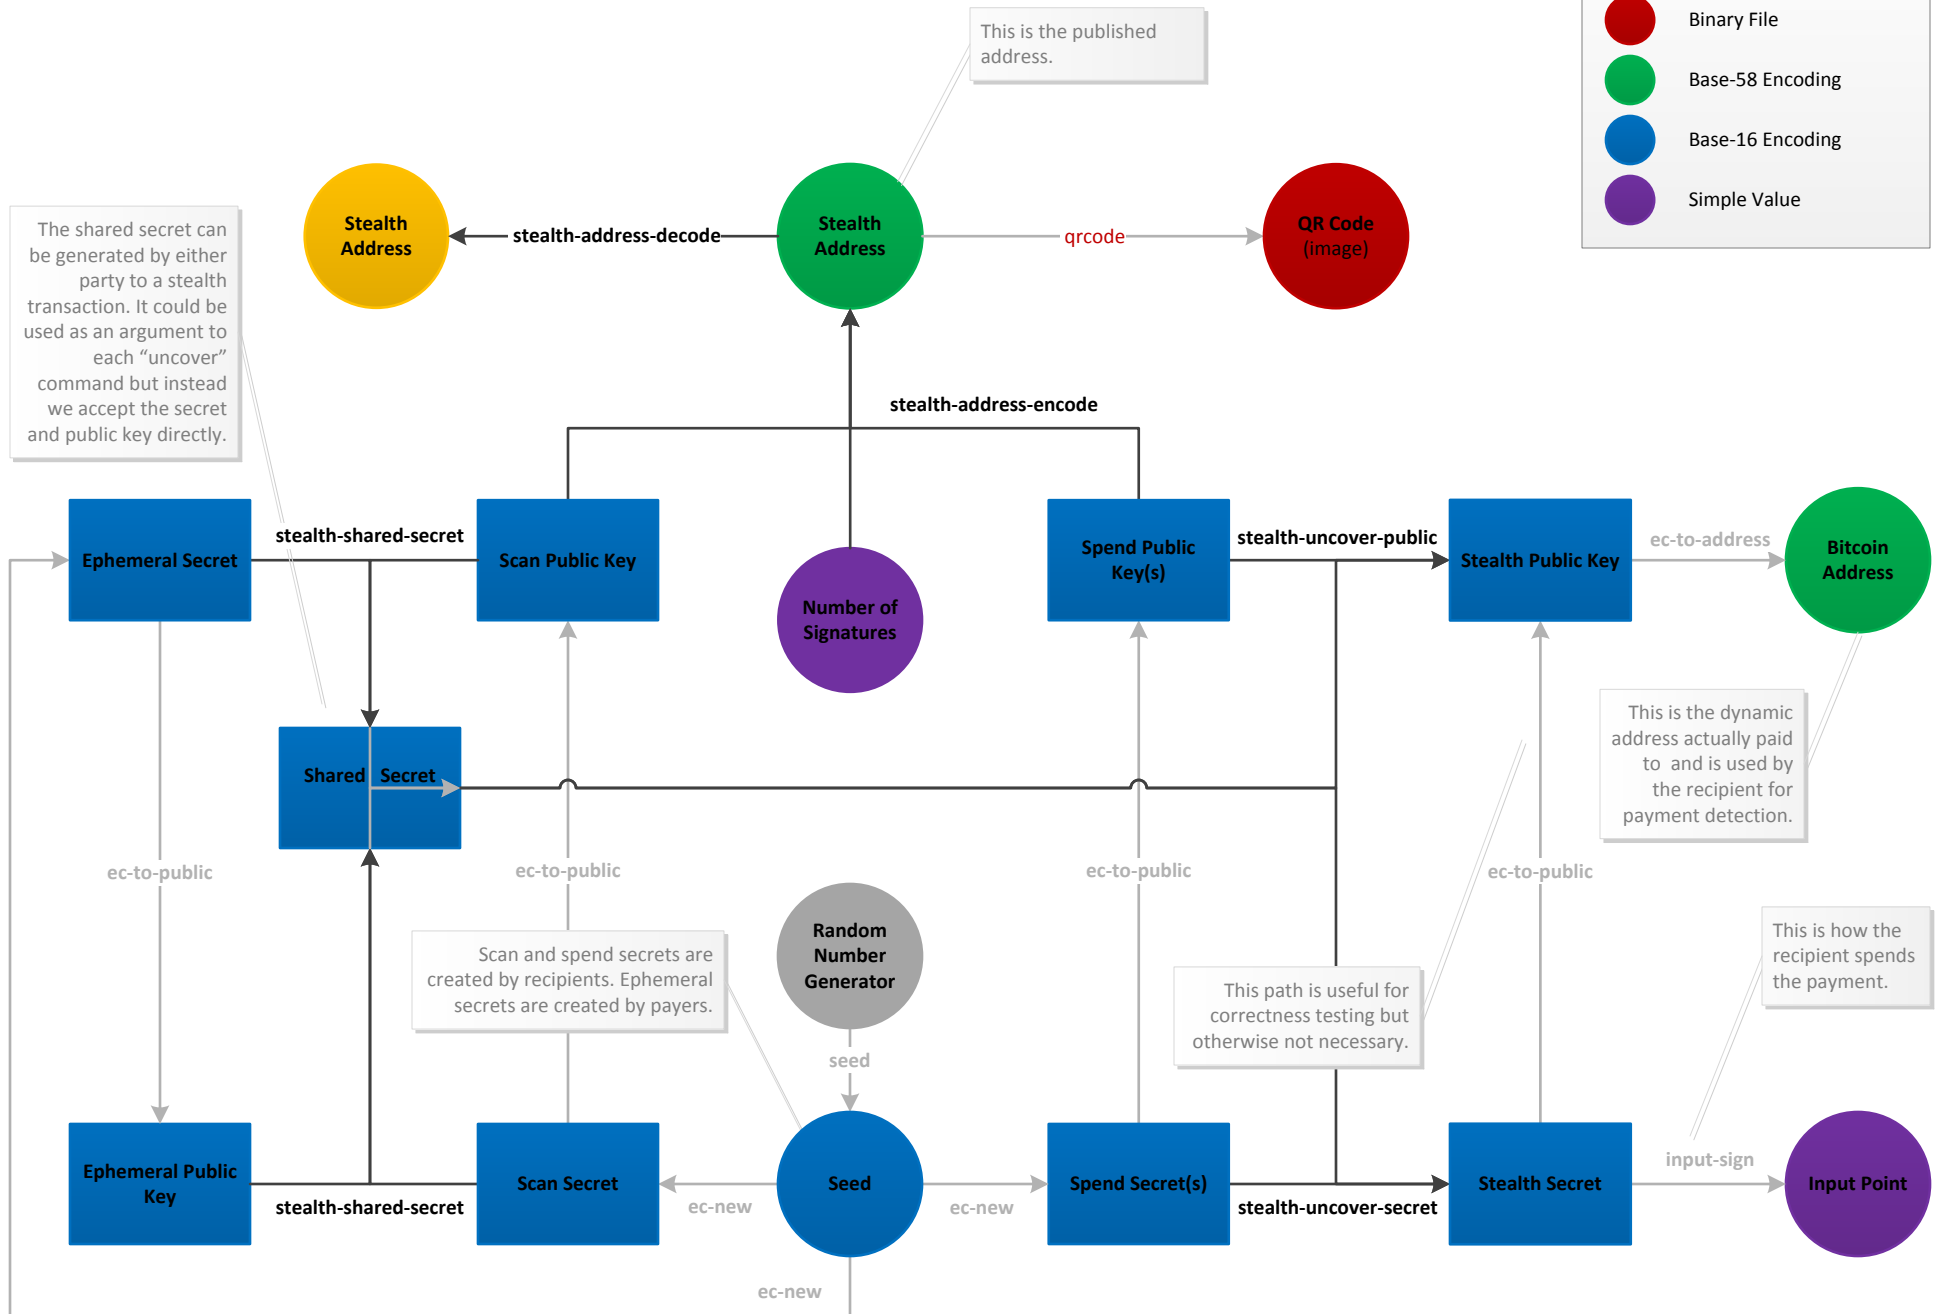 Binary File
This is the published
address.
Base-58 Encoding
Base-16 Encoding
Simple Value
Stealth
Address
stealth-address-decode
Stealth
Address
qrcode
QR Code
(image)
The shared secret can
be generated by either
party to a stealth
transaction. It could be
used as an argument to
each “uncover”
command but instead
we accept the secret
and public key directly.
stealth-address-encode
Ephemeral Secret
stealth-shared-secret
Scan Public Key
Number of
Signatures
Spend Public
Key(s)
stealth-uncover-public
Stealth Public Key
ec-to-address
Bitcoin
Address
Shared Secret
This is the dynamic
address actually paid
to and is used by
the recipient for
payment detection.
ec-to-public
ec-to-public
ec-to-public
ec-to-public
Random
Number
Generator
Scan and spend secrets are
created by recipients. Ephemeral
secrets are created by payers.
This path is useful for
correctness testing but
otherwise not necessary.
This is how the
recipient spends
the payment.
seed
Ephemeral Public
Key
stealth-shared-secret
Scan Secret
ec-new
Seed
ec-new
Spend Secret(s)
stealth-uncover-secret
Stealth Secret
input-sign
Input Point
ec-new